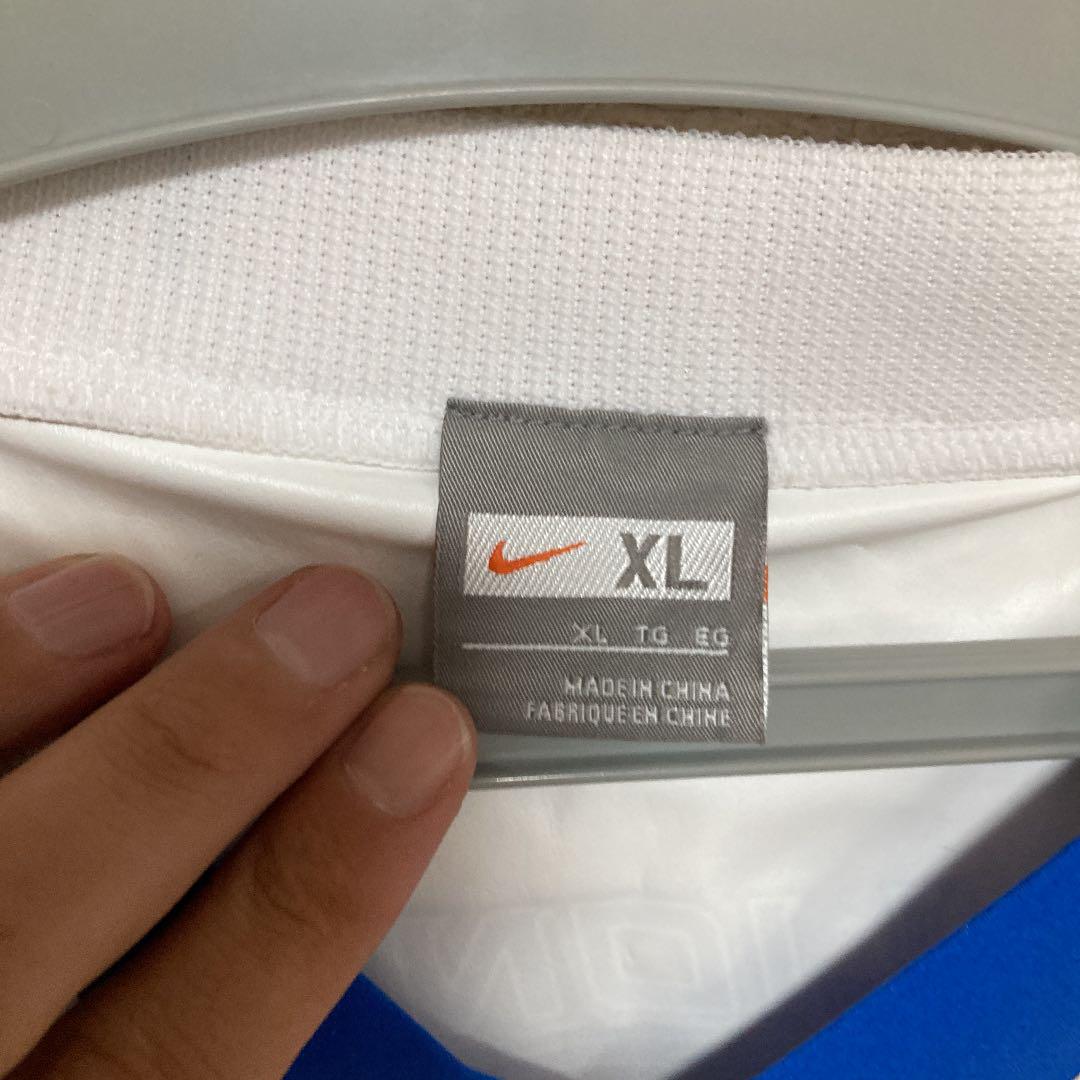 XL
XL TG EG
MADE IN CHINA
FABRIQUE EN CHINE